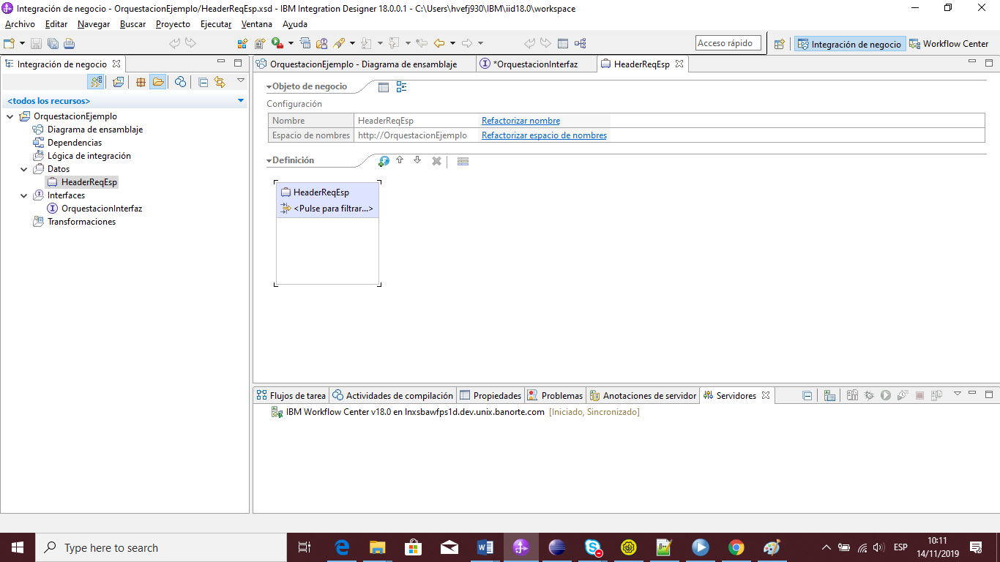 Integración de negocio - OrquestacionEjemplo/HeaderReqEsp.xsd - IBM Integration Designer 18.0.0.1 - C:\Users\hvefj930\IBM\iid18.0\workspace
Archivo Editar Navegar Buscar Proyecto Ejecutar Ventana Ayuda
Acceso rápido Integración de negocio Workflow Center
Integración de negocio
<todos los recursos>
OrquestacionEjemplo
Diagrama de ensamblaje
Dependencias
Lógica de integración
Datos
HeaderReqEsp
Interfaces
OrquestacionInterfaz
Transformaciones
OrquestacionEjemplo - Diagrama de ensamblaje *OrquestacionInterfaz HeaderReqEsp
Objeto de negocio
Configuración
Nombre HeaderReqEsp Refactorizar nombre
Espacio de nombres http://OrquestacionEjemplo Refactorizar espacio de nombres
Definición
HeaderReqEsp
<Pulse para filtrar...>
Flujos de tarea Actividades de compilación Propiedades Problemas Anotaciones de servidor Servidores
IBM Workflow Center v18.0 en lnxsbawfps1d.dev.unix.banorte.com [Iniciado, Sincronizado]
Type here to search
ESP
10:11
14/11/2019